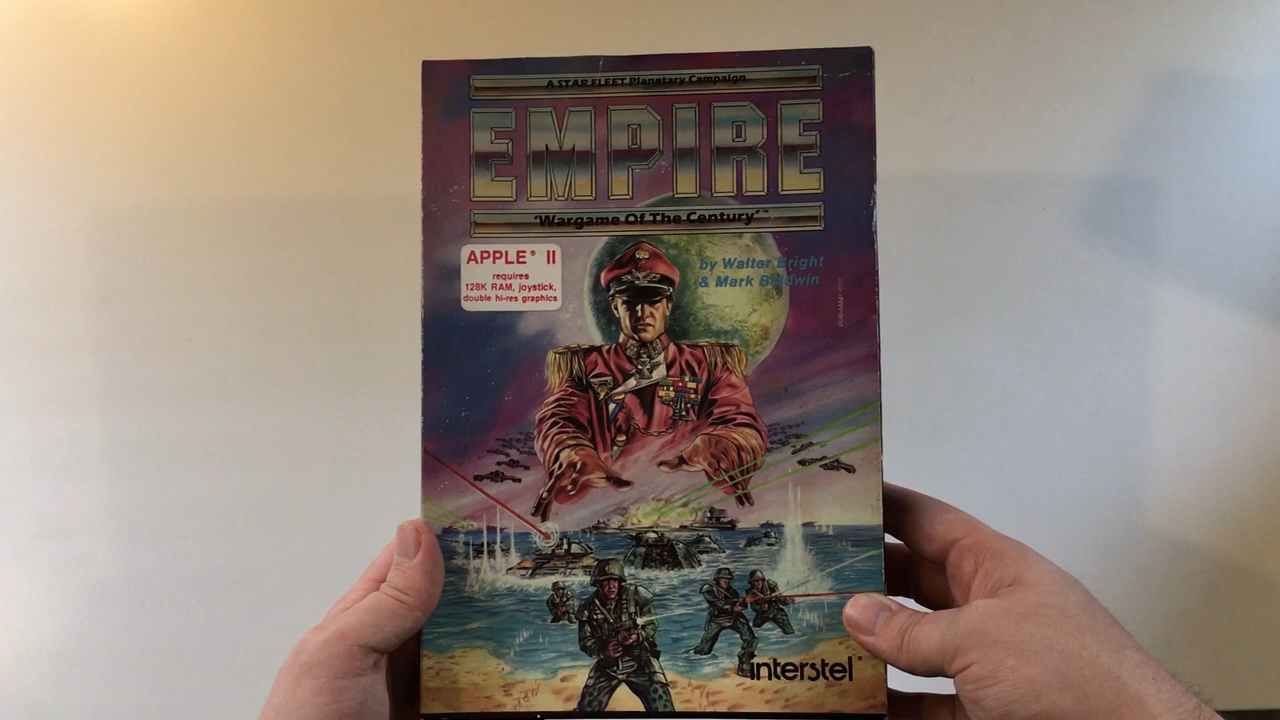 A STAR FLEET Planetary Campaign
EMPIRE
'Wargame Of The Century'™
APPLE® II
requires
128K RAM, joystick,
double hi-res graphics
by Walter Bright
& Mark Baldwin
interstel®